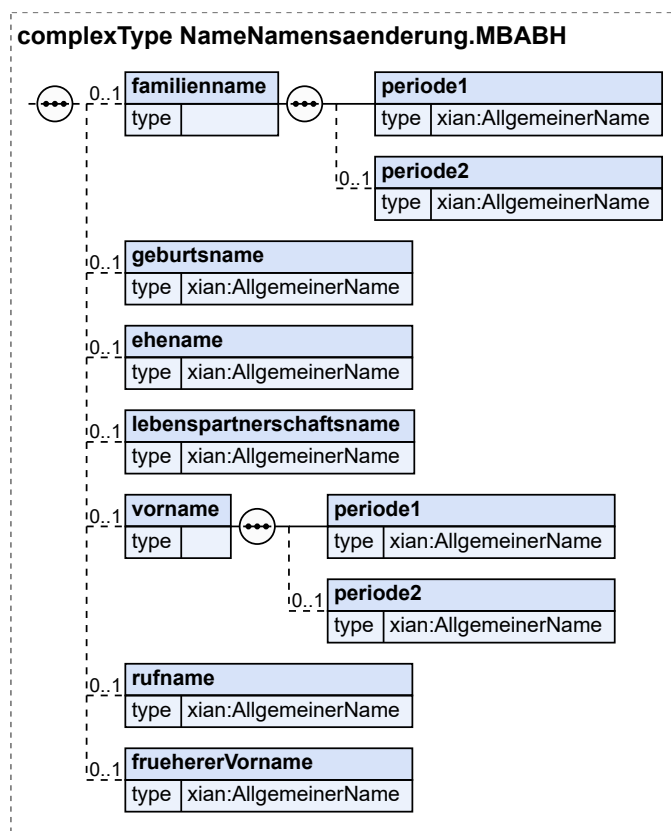 complexType NameNamensaenderung.MBABH
0..1 familienname
type
periode1
type xian:AllgemeinerName
0..1 periode2
type xian:AllgemeinerName
0..1 geburtsname
type xian:AllgemeinerName
0..1 ehename
type xian:AllgemeinerName
0..1 lebenspartnerschaftsname
type xian:AllgemeinerName
0..1 vorname
type
periode1
type xian:AllgemeinerName
0..1 periode2
type xian:AllgemeinerName
0..1 rufname
type xian:AllgemeinerName
0..1 fruehererVorname
type xian:AllgemeinerName